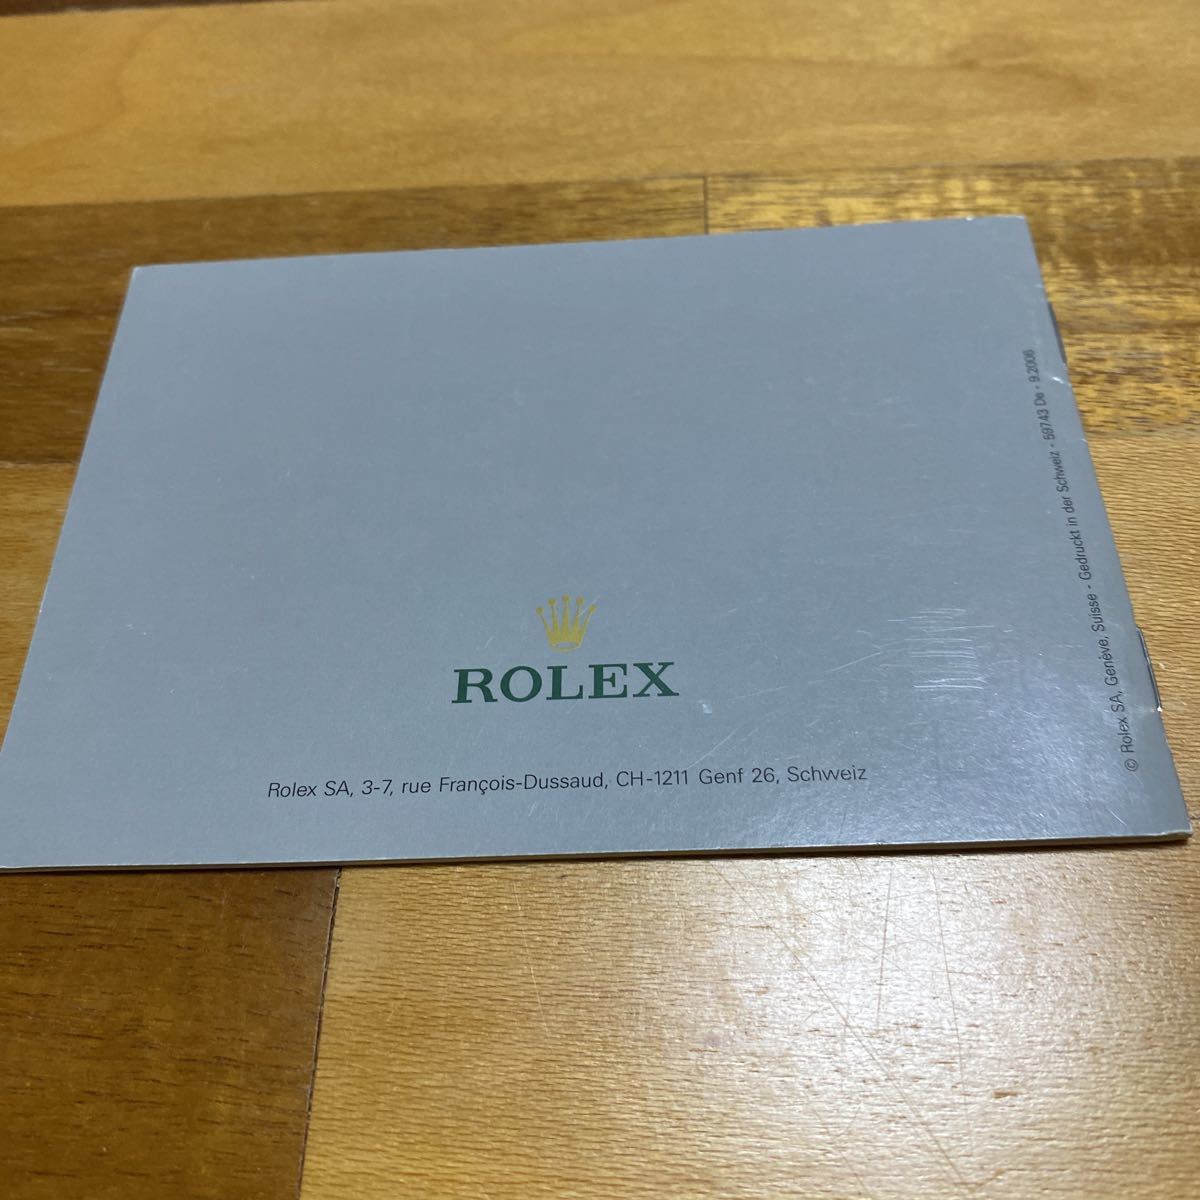 ROLEX
Rolex SA, 3-7, rue François-Dussaud, CH-1211 Genf 26, Schweiz
© Rolex SA, Genève, Suisse - Gedruckt in der Schweiz - 59743 De - 9.2006